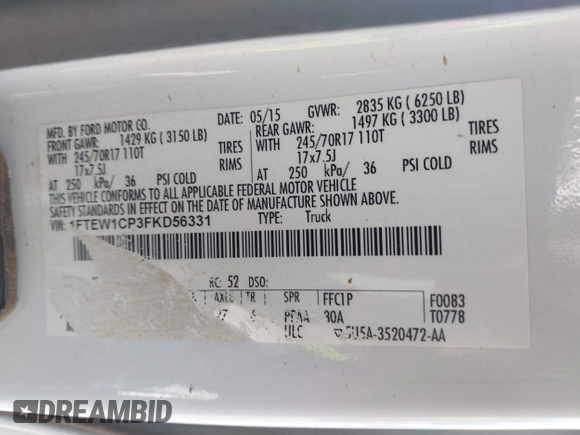 MFD. BY FORD MOTOR CO.
DATE: 05/15 GVWR: 2835 KG ( 6250 LB)
FRONT GAWR: 1429 KG ( 3150 LB)
REAR GAWR: 1497 KG ( 3300 LB)
WITH 245/70R17 110T TIRES
WITH 245/70R17 110T TIRES
17x7.5J RIMS
17x7.5J RIMS
AT 250 kPa/ 36 PSI COLD
AT 250 kPa/ 36 PSI COLD
THIS VEHICLE CONFORMS TO ALL APPLICABLE FEDERAL MOTOR VEHICLE
SAFETY STANDARDS IN EFFECT ON THE DATE OF MANUFACTURE SHOWN ABOVE.
VIN: 1FTEW1CP3FKD56331 TYPE: Truck
RC: 52 DSO:
AXLE TR SPR FFC1P F0083
30A T0778
ULC 5U5A-3520472-AA
DREAMBID